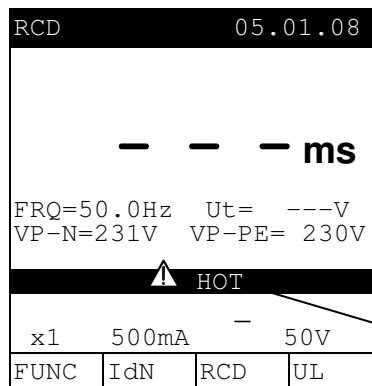 RCD 05.01.08
– – – ms
FRQ=50.0Hz Ut= ---V
VP-N=231V VP-PE= 230V
HOT
x1 500mA 50V
FUNC IdN RCD UL